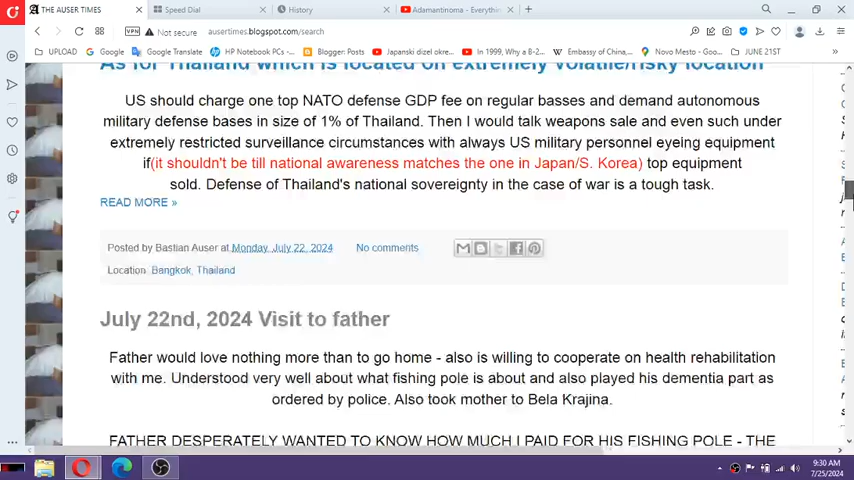 THE AUSER TIMES
Speed Dial
History
Adamantinoma - Everythin
VPN
Not secure
ausertimes.blogspot.com/search
UPLOAD
Google
Google Translate
HP Notebook PCs -
Blogger: Posts
Japanski dizel okre...
In 1999, Why a B-2...
Embassy of China,...
Novo Mesto - Googl...
JUNE 21ST
As for Thailand which is located on extremely volatile/risky location
US should charge one top NATO defense GDP fee on regular basses and demand autonomous
military defense bases in size of 1% of Thailand. Then I would talk weapons sale and even such under
extremely restricted surveillance circumstances with always US military personnel eyeing equipment
if(it shouldn't be till national awareness matches the one in Japan/S. Korea) top equipment
sold. Defense of Thailand's national sovereignty in the case of war is a tough task.
READ MORE »
Posted by Bastian Auser at Monday, July 22, 2024
No comments
Location: Bangkok, Thailand
July 22nd, 2024 Visit to father
Father would love nothing more than to go home - also is willing to cooperate on health rehabilitation
with me. Understood very well about what fishing pole is about and also played his dementia part as
ordered by police. Also took mother to Bela Krajina.
FATHER DESPERATELY WANTED TO KNOW HOW MUCH I PAID FOR HIS FISHING POLE - THE
9:30 AM
7/25/2024